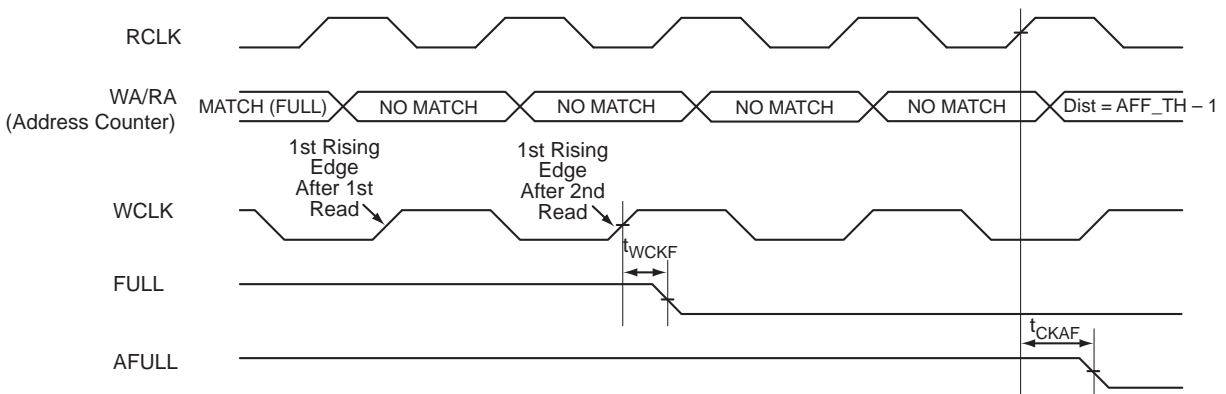 RCLK
WA/RA
(Address Counter)
MATCH (FULL)
NO MATCH
NO MATCH
NO MATCH
NO MATCH
Dist = AFF_TH – 1
1st Rising
Edge
After 1st
Read
1st Rising
Edge
After 2nd
Read
WCLK
tWCKF
FULL
tCKAF
AFULL